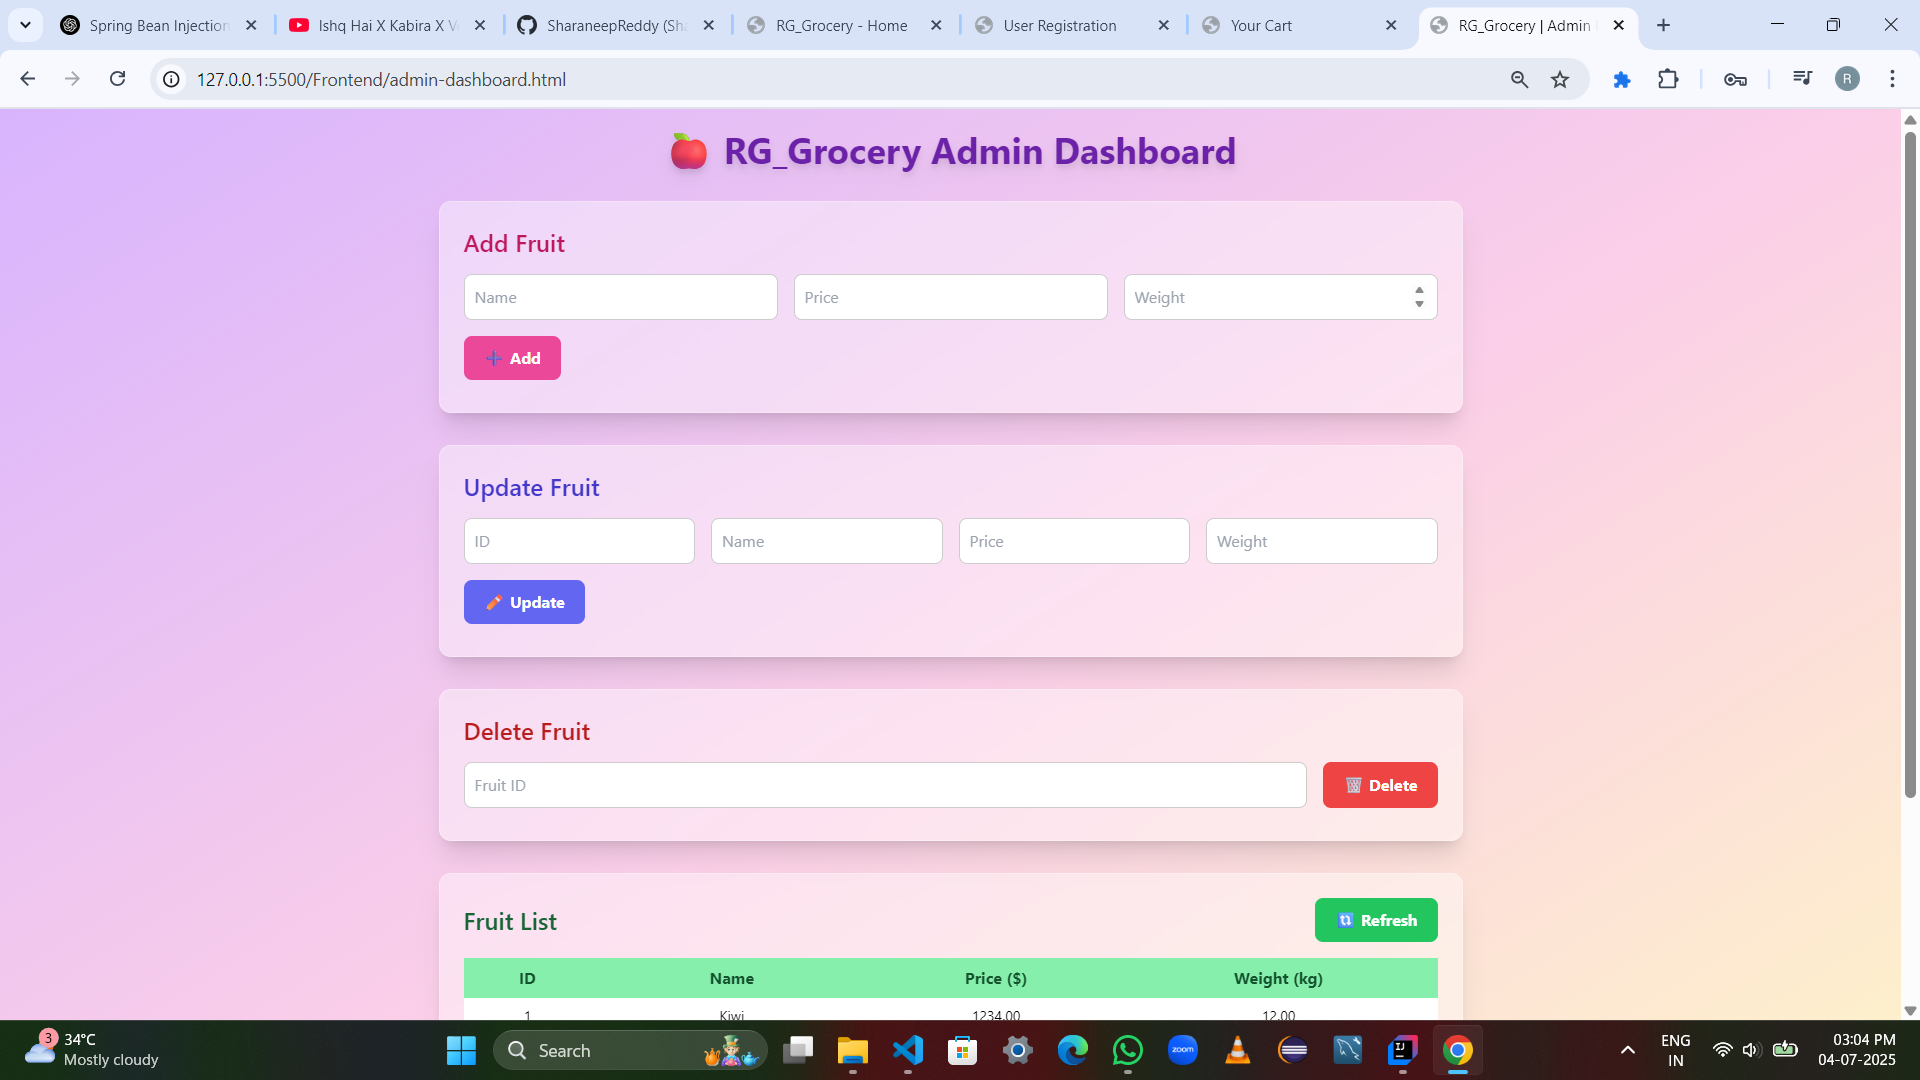 Spring Bean Injection
Ishq Hai X Kabira X V
SharaneepReddy (Sha
RG_Grocery - Home
User Registration
Your Cart
RG_Grocery | Admin
127.0.0.1:5500/Frontend/admin-dashboard.html
R
RG_Grocery Admin Dashboard
Add Fruit
Name
Price
Weight
Add
Update Fruit
ID
Name
Price
Weight
Update
Delete Fruit
Fruit ID
Delete
Fruit List
Refresh
ID Name Price ($) Weight (kg)
1 Kiwi 1234.00 12.00
3
34°C
Mostly cloudy
Search
zoom
IJ
ENG
IN
03:04 PM
04-07-2025